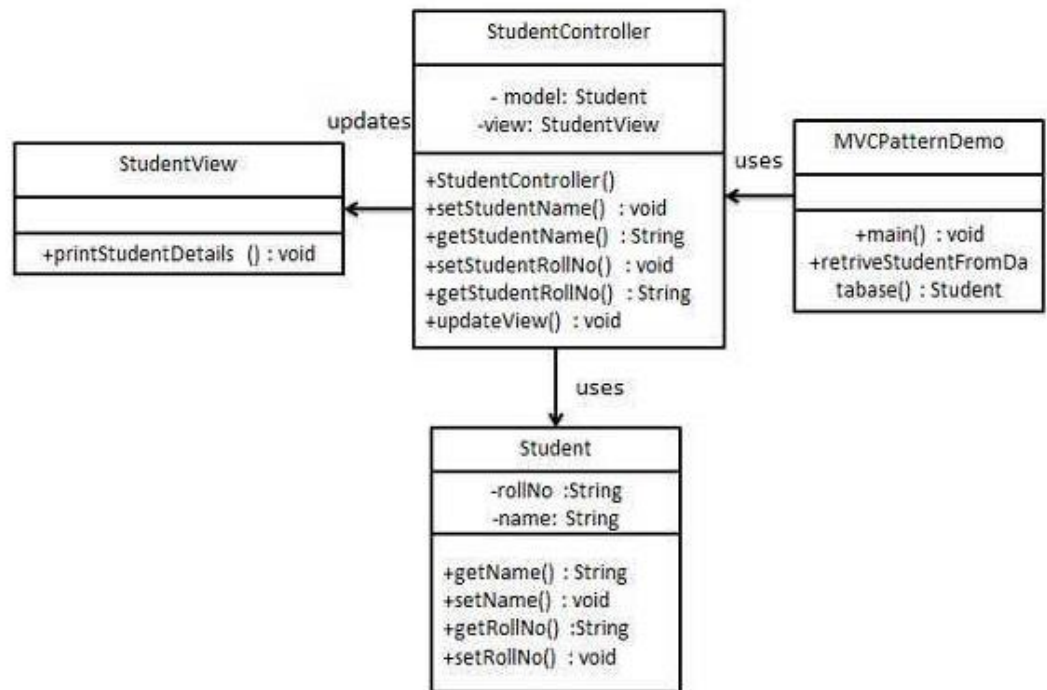 StudentController
- model: Student
-view: StudentView
+StudentController()
+setStudentName() : void
+getStudentName() : String
+setStudentRollNo() : void
+getStudentRollNo() : String
+updateView() : void
updates
StudentView
+printStudentDetails () : void
uses
MVCPatternDemo
+main() : void
+retriveStudentFromDa
tabase() : Student
uses
Student
-rollNo :String
-name: String
+getName() : String
+setName() : void
+getRollNo() :String
+setRollNo() : void